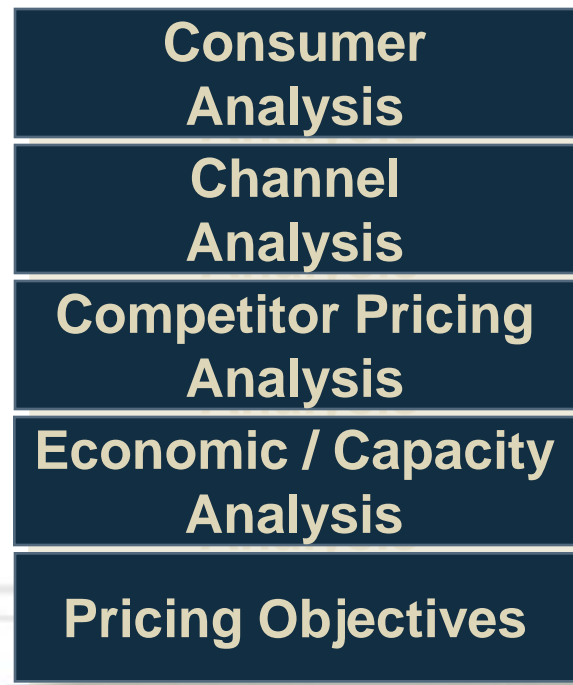 Consumer
Analysis
Channel
Analysis
Competitor Pricing
Analysis
Economic / Capacity
Analysis
Pricing Objectives